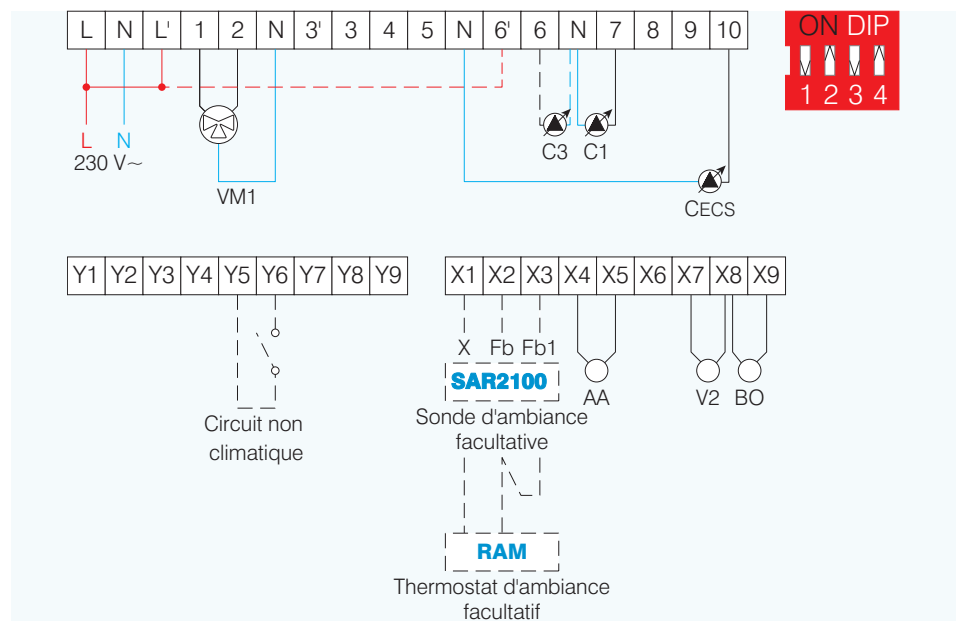 L N L' 1 2 N 3' 3 4 5 N 6' 6 N 7 8 9 10
ON DIP
1 2 3 4
L N
230 V~
VM1
C3 C1
CECS
Y1 Y2 Y3 Y4 Y5 Y6 Y7 Y8 Y9
X1 X2 X3 X4 X5 X6 X7 X8 X9
X Fb Fb1
SAR2100
AA
V2 BO
Sonde d'ambiance
facultative
Circuit non
climatique
RAM
Thermostat d'ambiance
facultatif